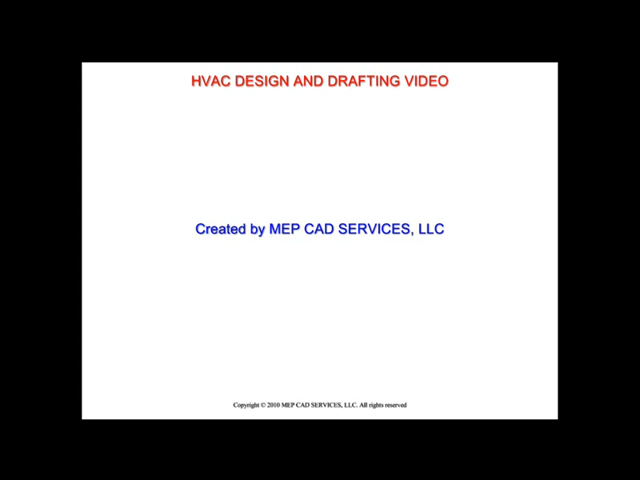 HVAC DESIGN AND DRAFTING VIDEO
Created by MEP CAD SERVICES, LLC
Copyright © 2010 MEP CAD SERVICES, LLC. All rights reserved